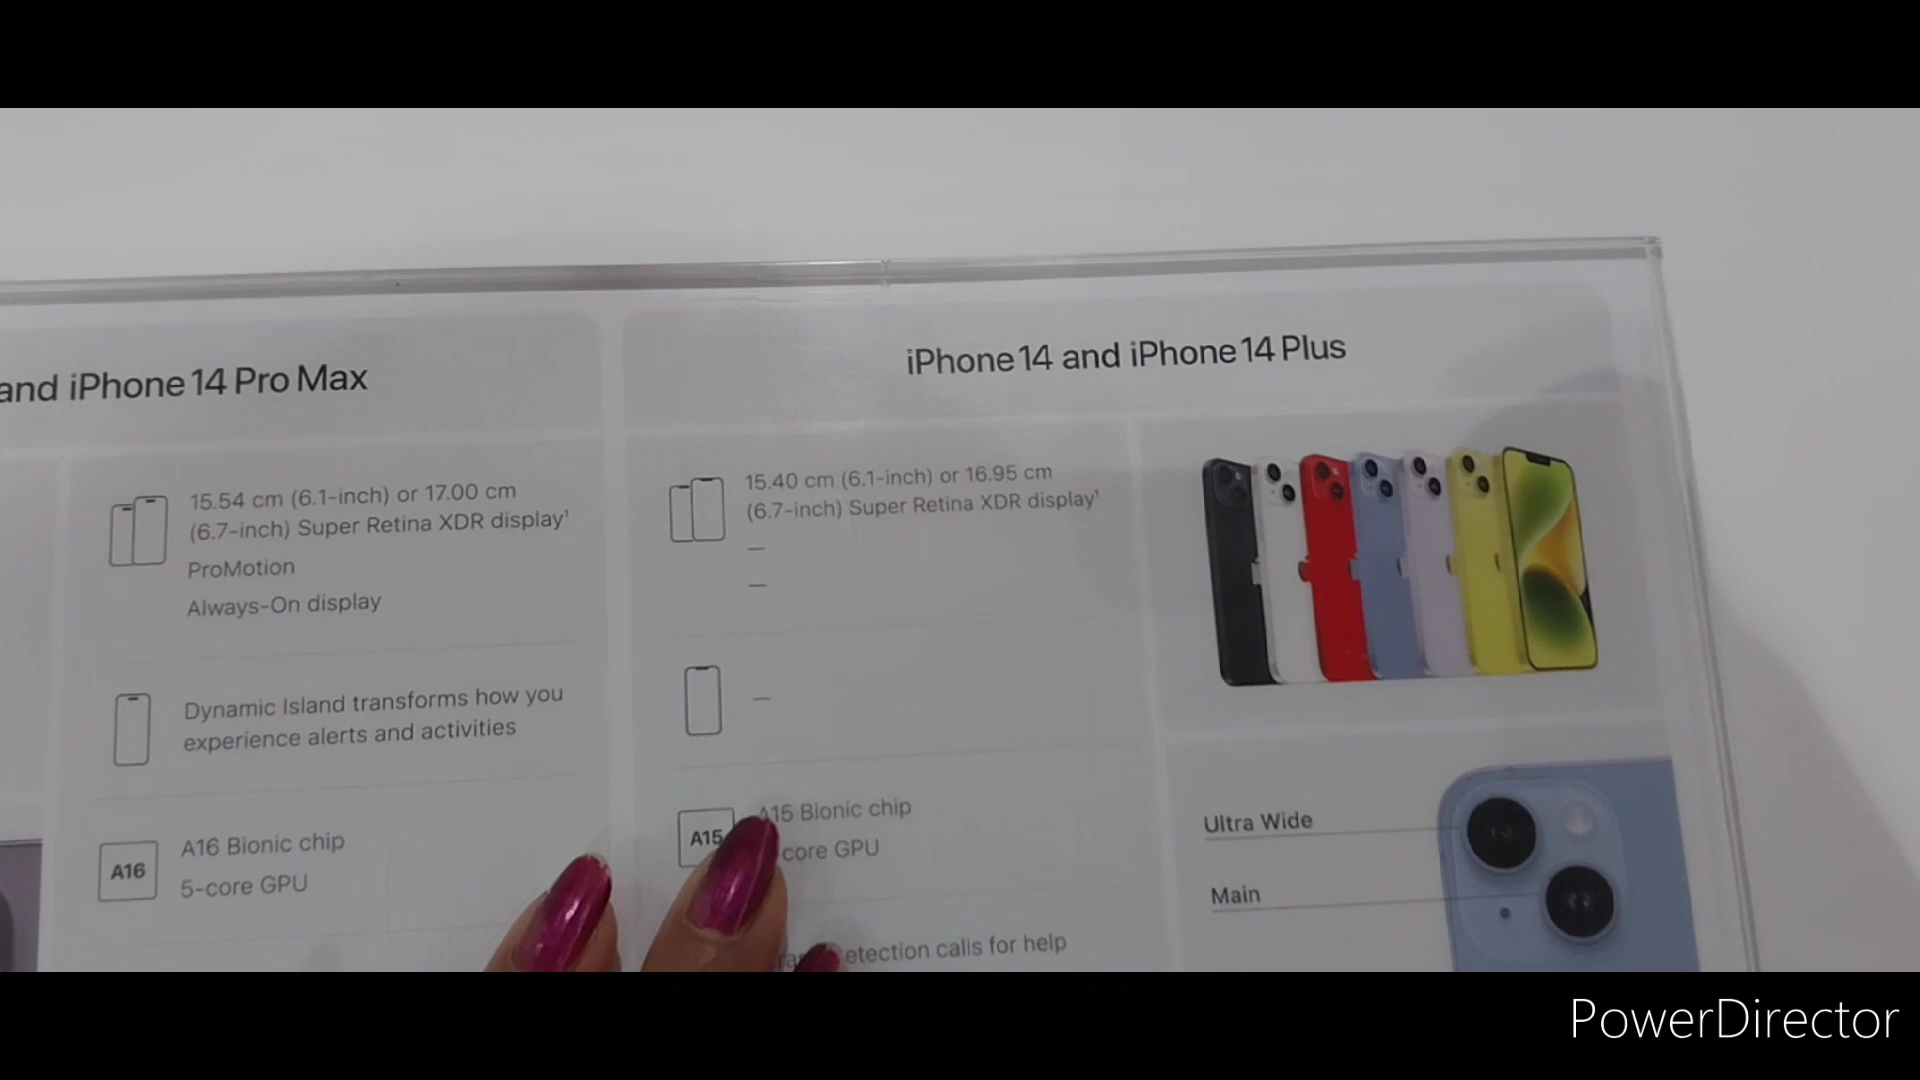 and iPhone 14 Pro Max
15.54 cm (6.1-inch) or 17.00 cm
(6.7-inch) Super Retina XDR display¹
ProMotion
Always-On display
Dynamic Island transforms how you
experience alerts and activities
A16
A16 Bionic chip
5-core GPU
iPhone 14 and iPhone 14 Plus
15.40 cm (6.1-inch) or 16.95 cm
(6.7-inch) Super Retina XDR display¹
—
—
—
A15
A15 Bionic chip
-core GPU
etection calls for help
Ultra Wide
Main
PowerDirector